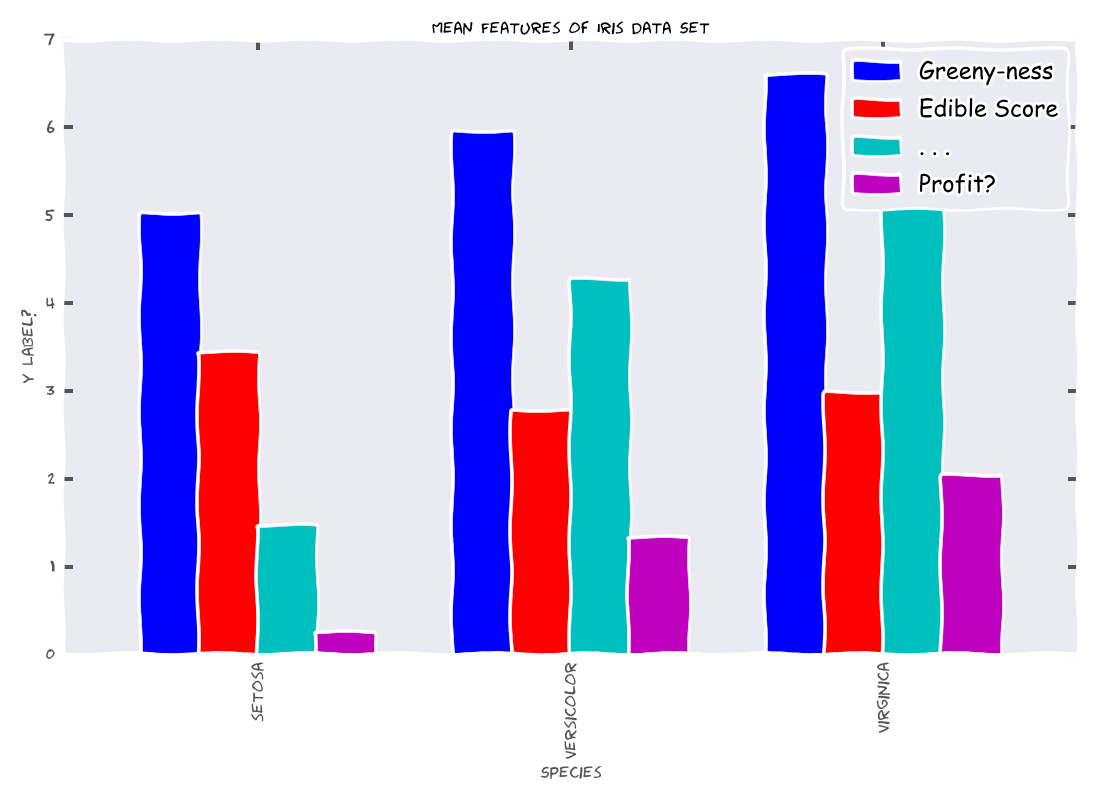 MEAN FEATURES OF IRIS DATA SET
7
6
5
4
3
2
1
0
Y LABEL?
Greeny-ness
Edible Score
...
Profit?
SETOSA
VERSICOLOR
VIRGINICA
SPECIES